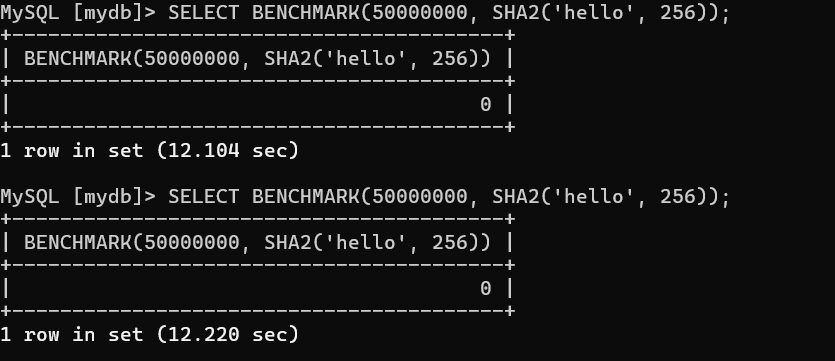 MySQL [mydb]> SELECT BENCHMARK(50000000, SHA2('hello', 256));
+----------------------------------------+
| BENCHMARK(50000000, SHA2('hello', 256)) |
+----------------------------------------+
|                                       0 |
+----------------------------------------+
1 row in set (12.104 sec)

MySQL [mydb]> SELECT BENCHMARK(50000000, SHA2('hello', 256));
+----------------------------------------+
| BENCHMARK(50000000, SHA2('hello', 256)) |
+----------------------------------------+
|                                       0 |
+----------------------------------------+
1 row in set (12.220 sec)